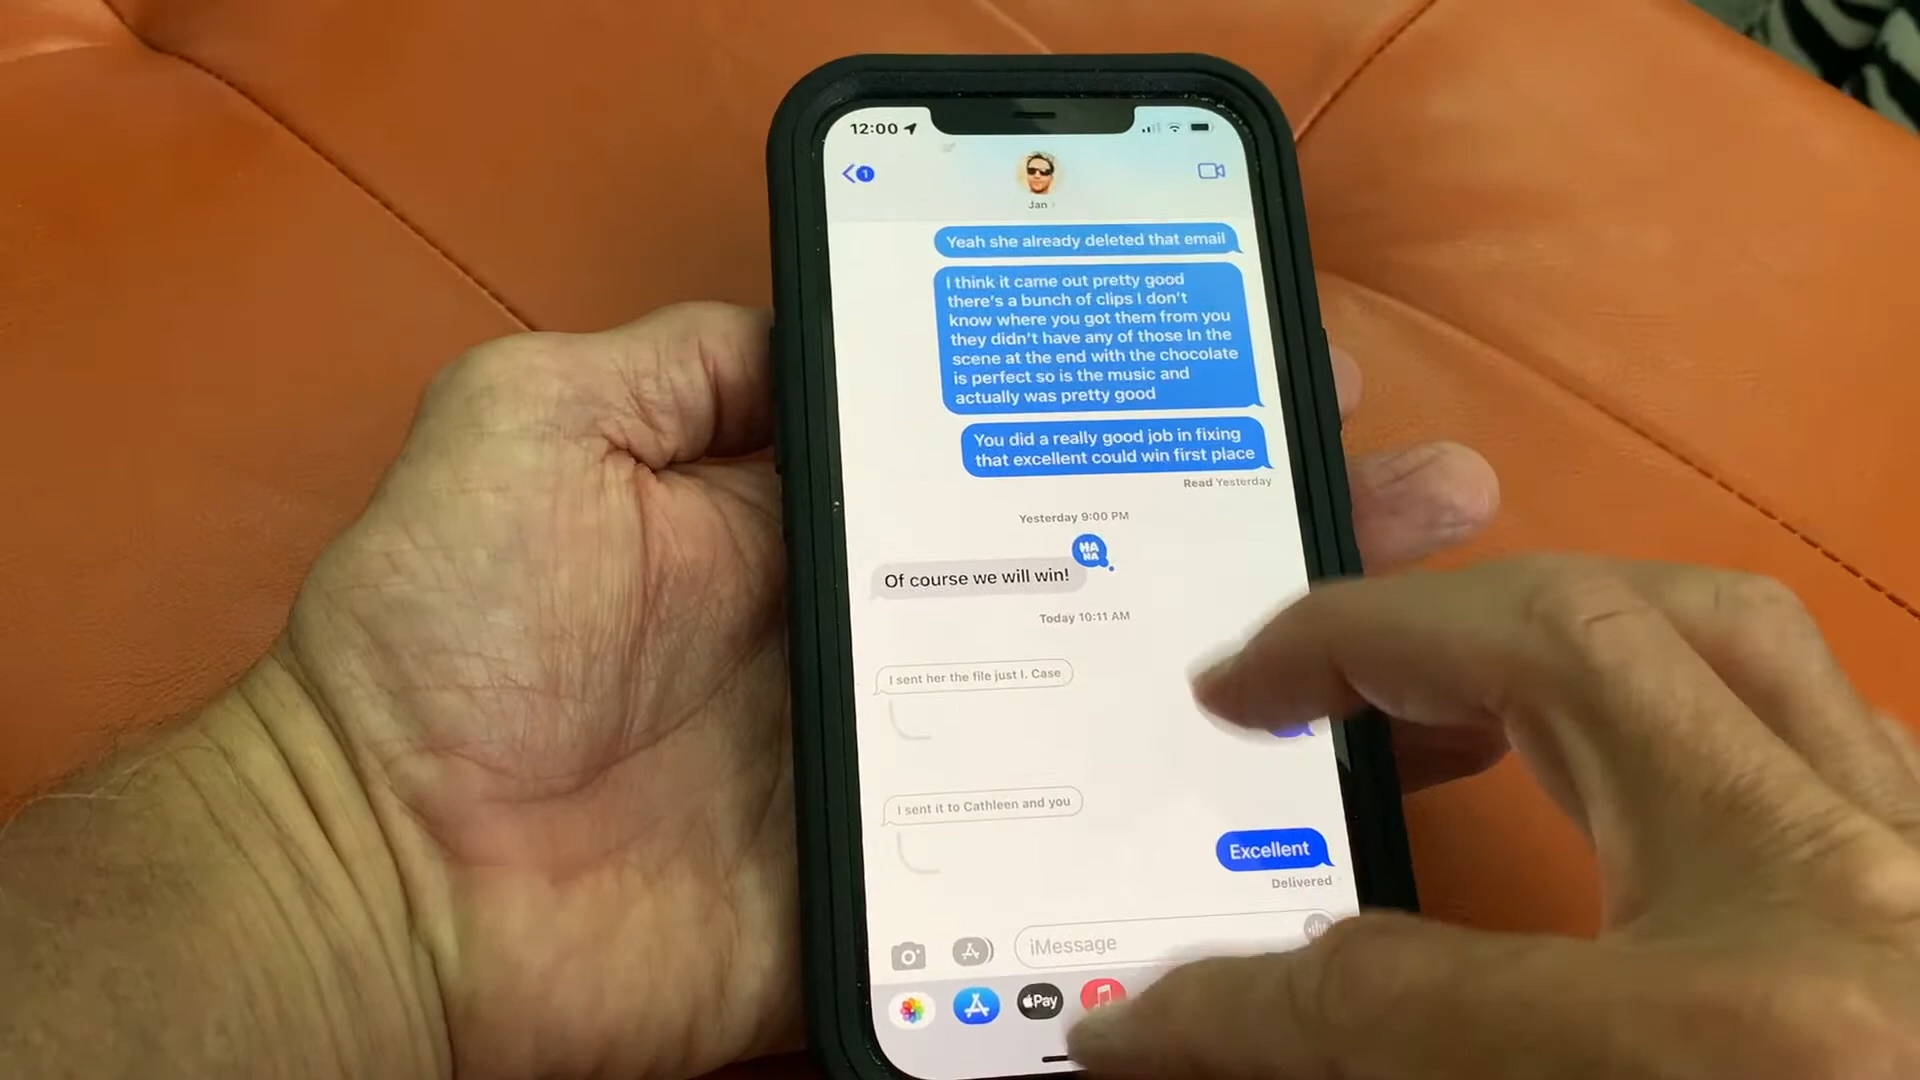 12:00
1
Jan
Yeah she already deleted that email
I think it came out pretty good
there's a bunch of clips I don't
know where you got them from you
they didn't have any of those In the
scene at the end with the chocolate
is perfect so is the music and
actually was pretty good
You did a really good job in fixing
that excellent could win first place
Read Yesterday
Yesterday 9:00 PM
HA
HA
Of course we will win!
Today 10:11 AM
I sent her the file just I. Case
I sent it to Cathleen and you
Excellent
Delivered
iMessage
Pay